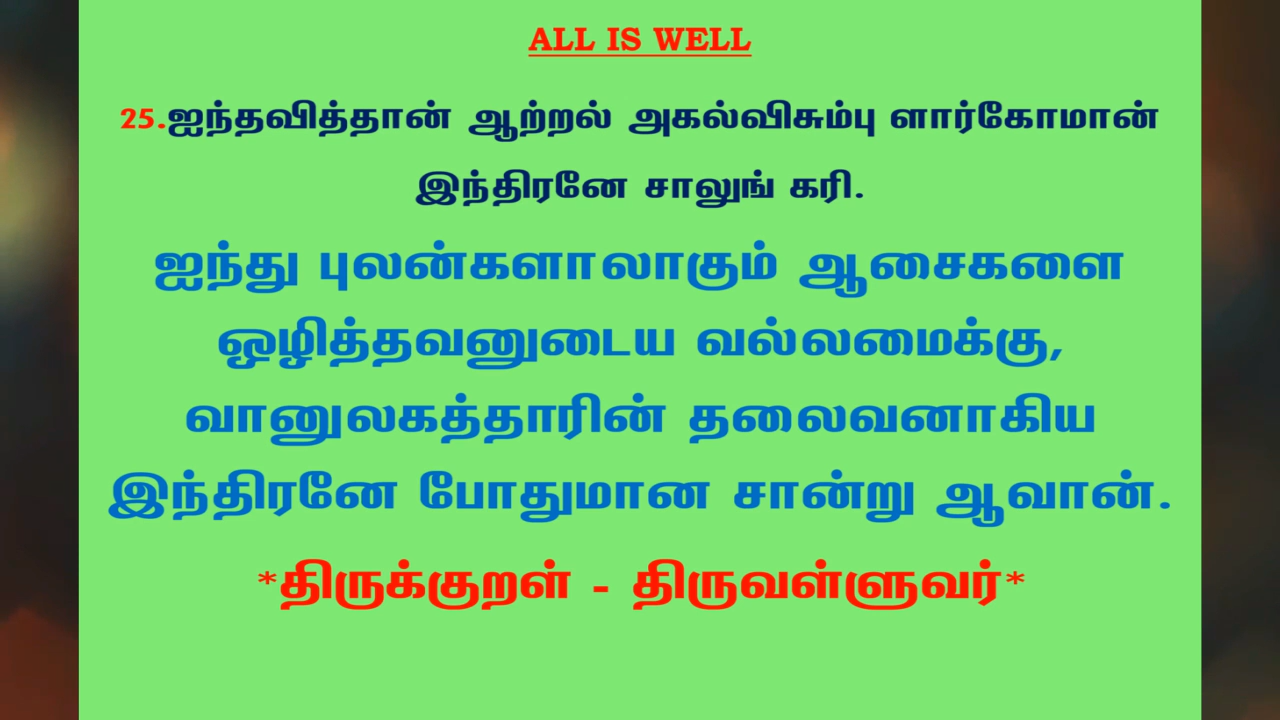 ALL IS WELL
25.ஐந்தவித்தான் ஆற்றல் அகல்விசும்பு ளார்கோமான்
இந்திரனே சாலுங் கரி.
ஐந்து புலன்களாலாகும் ஆசைகளை
ஒழித்தவனுடைய வல்லமைக்கு,
வானுலகத்தாரின் தலைவனாகிய
இந்திரனே போதுமான சான்று ஆவான்.
*திருக்குறள் - திருவள்ளுவர்*